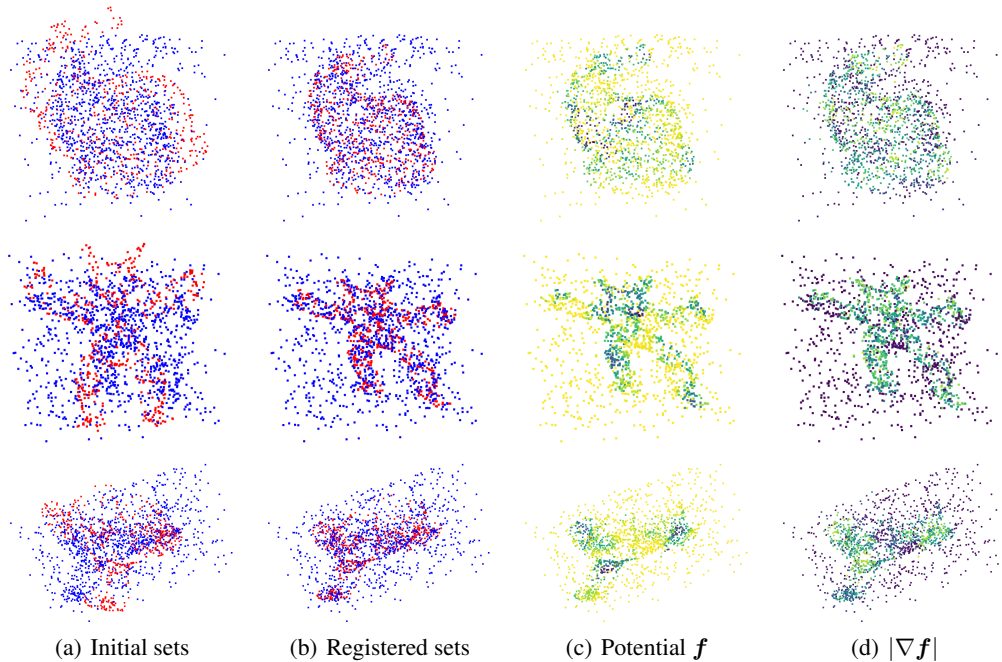 (a) Initial sets
(b) Registered sets
(c) Potential f
(d) |∇f|